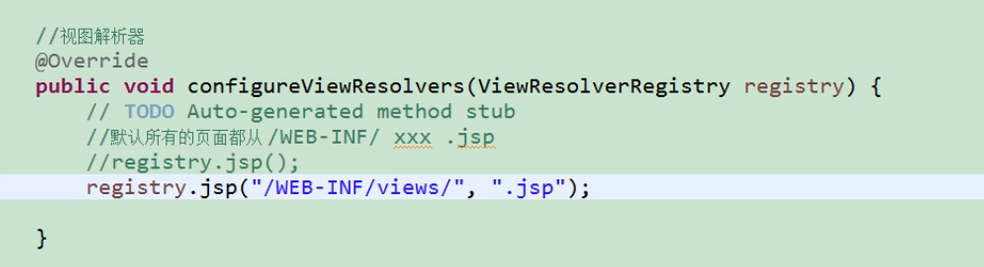 //视图解析器
@Override
public void configureViewResolvers(ViewResolverRegistry registry) {
// TODO Auto-generated method stub
//默认所有的页面都从 /WEB-INF/ xxx .jsp
//registry.jsp();
registry.jsp("/WEB-INF/views/", ".jsp");
}